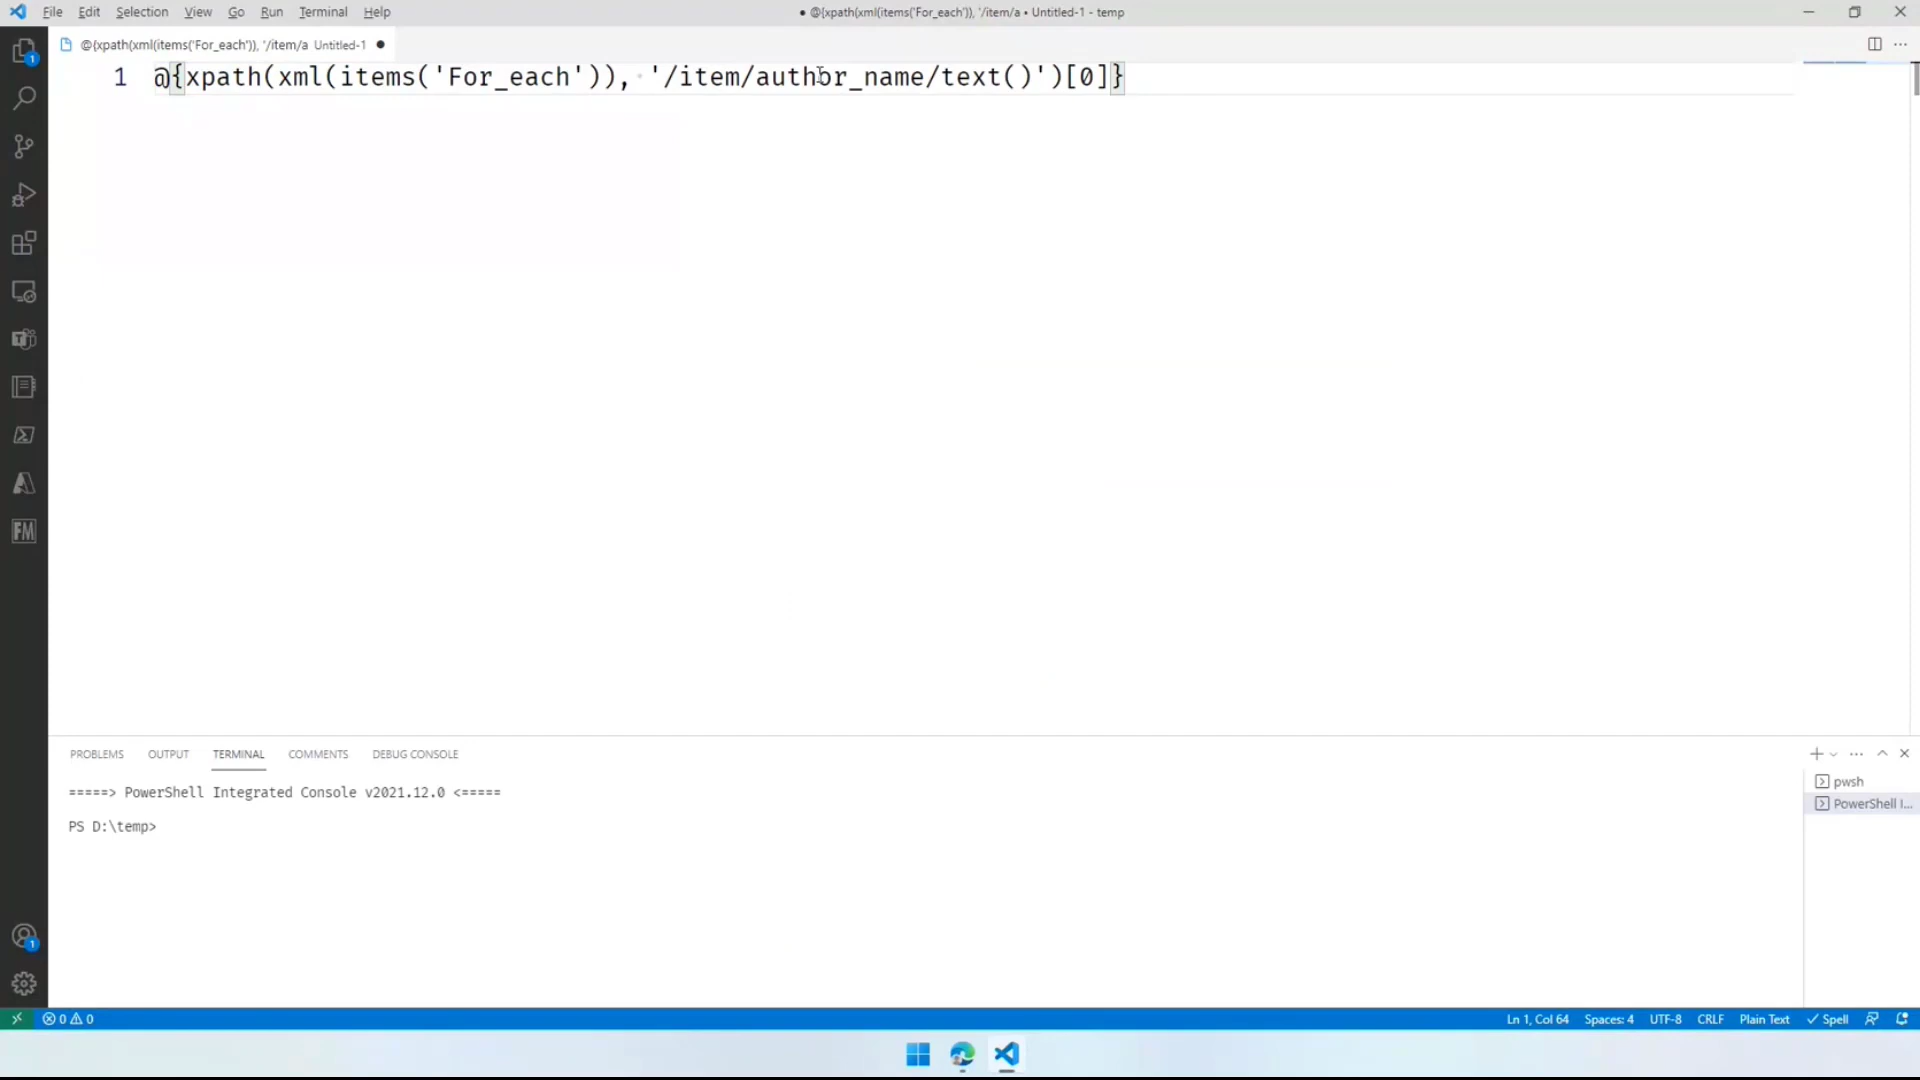 File Edit Selection View Go Run Terminal Help
● @{xpath(xml(items('For_each')), '/item/a • Untitled-1 - temp
@{xpath(xml(items('For_each')), '/item/a Untitled-1 ●
1 @{xpath(xml(items('For_each')), '/item/author_name/text()')[0]}
1
FM
1
PROBLEMS OUTPUT TERMINAL COMMENTS DEBUG CONSOLE
=====> PowerShell Integrated Console v2021.12.0 <=====
PS D:\temp>
pwsh
PowerShell I...
0 0
Ln 1, Col 64 Spaces: 4 UTF-8 CRLF Plain Text Spell